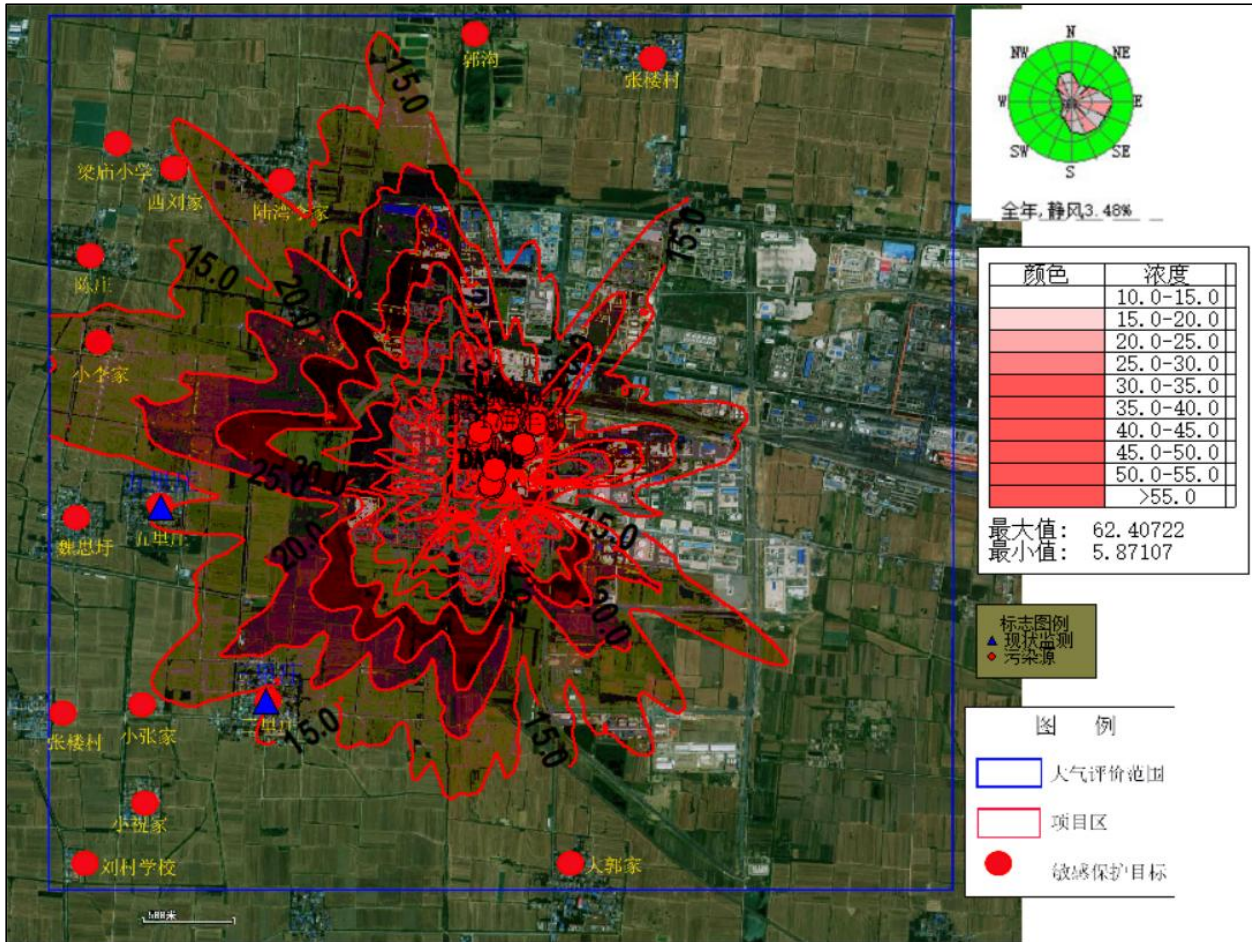 N
NW
NE
W
E
SW
SE
S
全年,静风3.48%
郭沟
张楼村
15.0
梁庙小学
西刘家
陆湾李家
15.0
陈庄
15.0
20.0
小李家
25.0
30.0
五里庄
魏思圩
20.0
15.0
20.0
张楼村
小张家
七里庄
15.0
15.0
小祝家
刘村学校
大郭家
500米
颜色 浓度
10.0-15.0
15.0-20.0
20.0-25.0
25.0-30.0
30.0-35.0
35.0-40.0
40.0-45.0
45.0-50.0
50.0-55.0
>55.0
最大值: 62.40722
最小值: 5.87107
标志图例
现状监测
污染源
图 例
大气评价范围
项目区
敏感保护目标